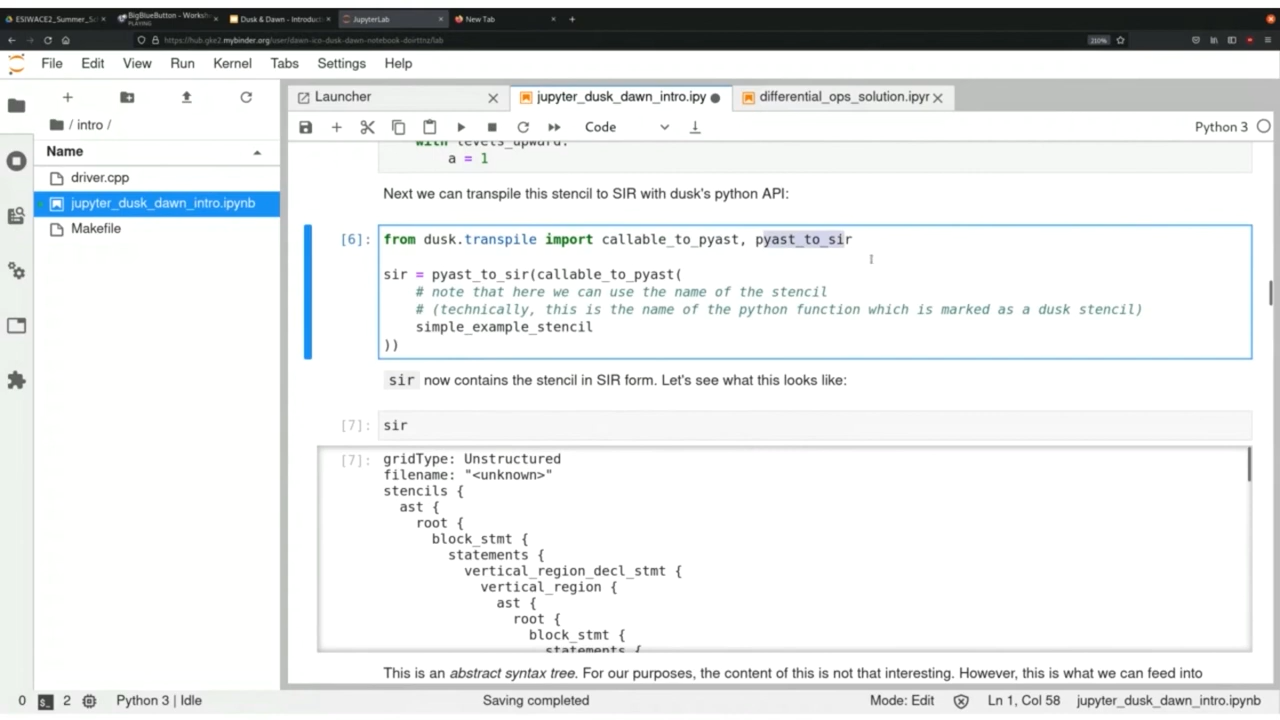 ESIWACE2_Summer_Sc
BigBlueButton - Worksh
PLAYING
Dusk & Dawn - Introduct
JupyterLab
New Tab
https://hub.gke2.mybinder.org/user/dawn-ico-dusk-dawn-notebook-doirttnz/lab
210%
File Edit View Run Kernel Tabs Settings Help
Launcher
jupyter_dusk_dawn_intro.ipy
differential_ops_solution.ipyr
/ intro /
Code
Python 3
Name
driver.cpp
jupyter_dusk_dawn_intro.ipynb
Makefile
with levels_upward:
a = 1
Next we can transpile this stencil to SIR with dusk's python API:
[6]: from dusk.transpile import callable_to_pyast, pyast_to_sir
sir = pyast_to_sir(callable_to_pyast(
# note that here we can use the name of the stencil
# (technically, this is the name of the python function which is marked as a dusk stencil)
simple_example_stencil
))
sir now contains the stencil in SIR form. Let's see what this looks like:
[7]: sir
[7]: gridType: Unstructured
filename: "<unknown>"
stencils {
ast {
root {
block_stmt {
statements {
vertical_region_decl_stmt {
vertical_region {
ast {
root {
block_stmt {
statements {
This is an abstract syntax tree. For our purposes, the content of this is not that interesting. However, this is what we can feed into
0 2 Python 3 | Idle Saving completed Mode: Edit Ln 1, Col 58 jupyter_dusk_dawn_intro.ipynb